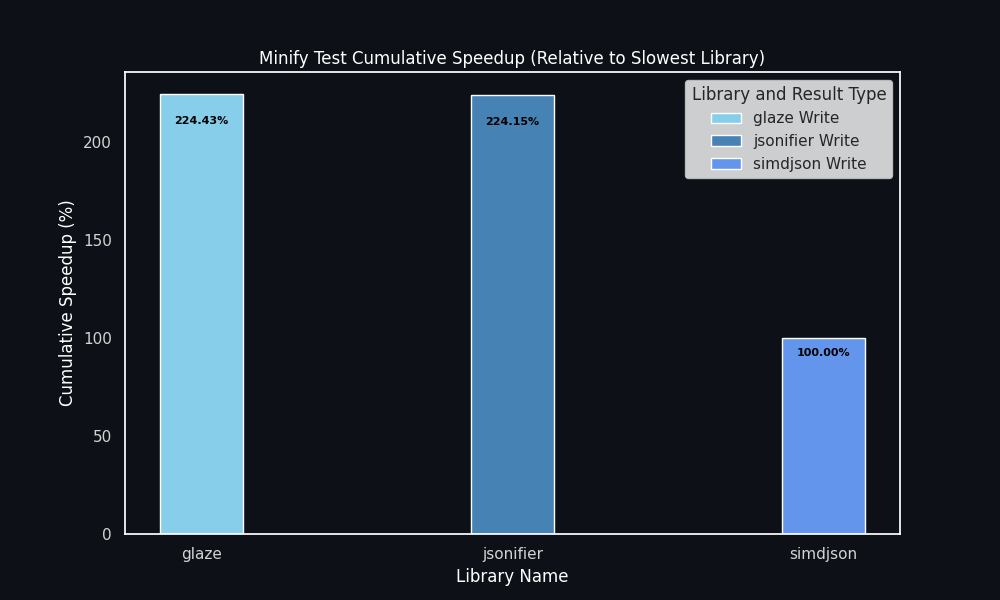 Minify Test Cumulative Speedup (Relative to Slowest Library)
Library and Result Type
glaze Write
jsonifier Write
simdjson Write
224.43%
224.15%
100.00%
Cumulative Speedup (%)
200
150
100
50
0
glaze
jsonifier
simdjson
Library Name